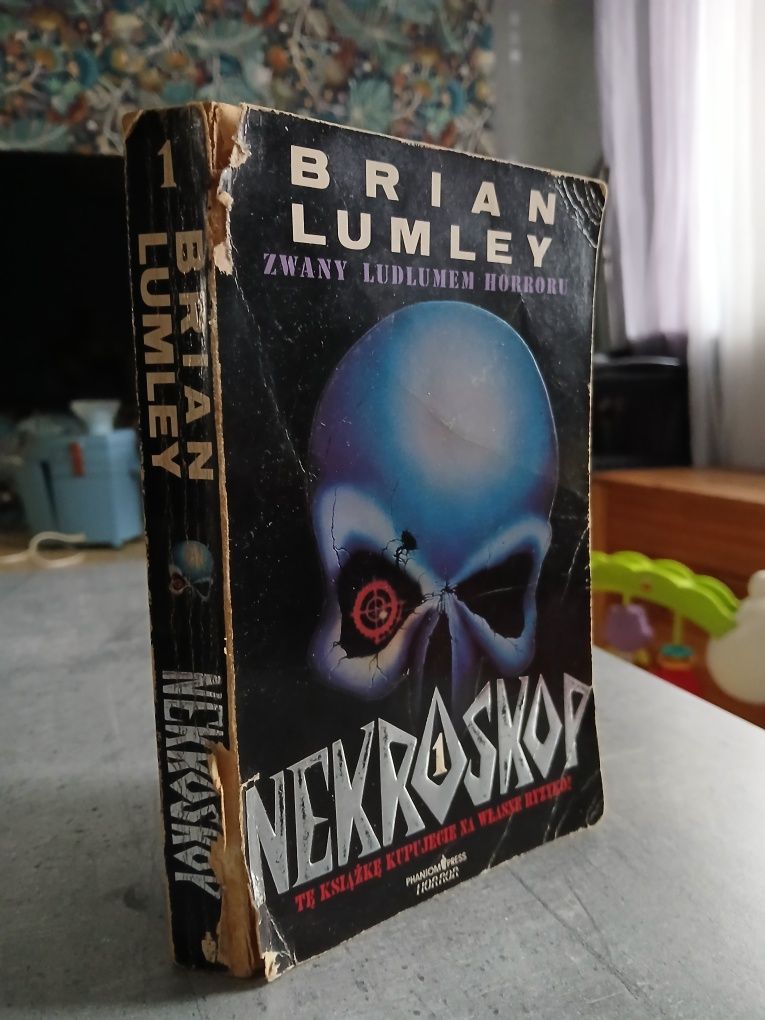 1
BRIAN
LUMLEY
NEKROSKOP
BRIAN
LUMLEY
ZWANY LUDLUMEM HORRORU
NEKROSKOP
1
TĘ KSIĄŻKĘ KUPUJECIE NA WŁASNE RYZYKO!
PHANTOM PRESS
HORROR